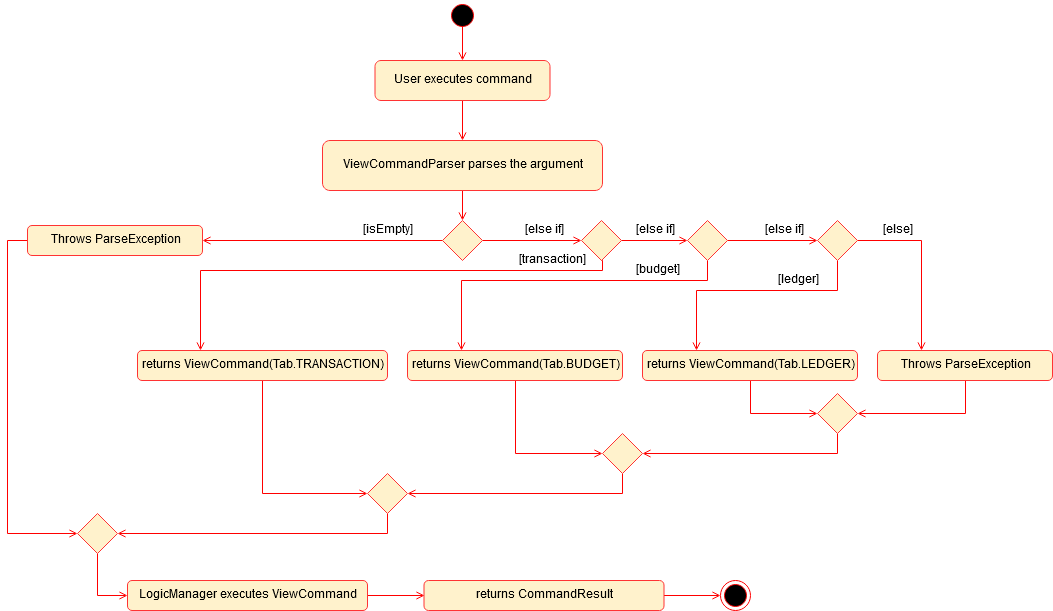 User executes command
ViewCommandParser parses the argument
[isEmpty]
[else if]
[else if]
[else if]
[else]
Throws ParseException
[transaction]
[budget]
[ledger]
returns ViewCommand(Tab.TRANSACTION)
returns ViewCommand(Tab.BUDGET)
returns ViewCommand(Tab.LEDGER)
Throws ParseException
LogicManager executes ViewCommand
returns CommandResult